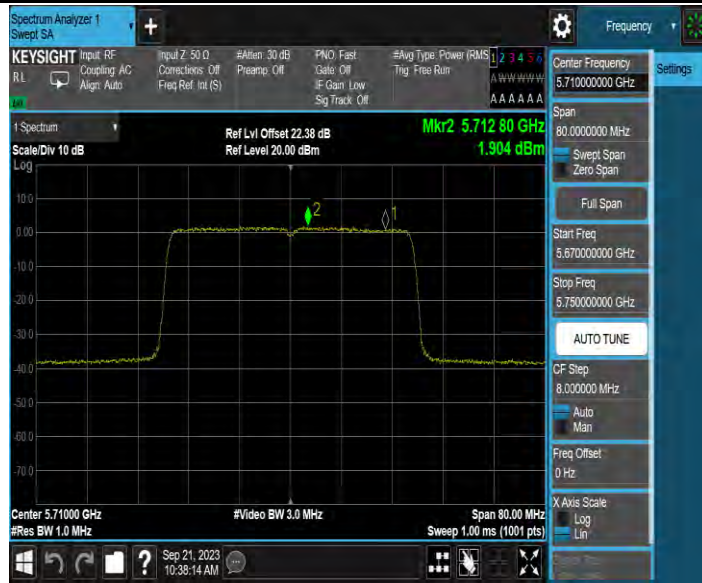 Spectrum Analyzer 1
Swept SA
Frequency
KEYSIGHT
RL
Input: RF
Coupling: AC
Align: Auto
Input Z: 50 Ω
Corrections: Off
Freq Ref: Int (S)
#Atten: 30 dB
Preamp: Off
PNO: Fast
Gate: Off
IF Gain: Low
Sig Track: Off
#Avg Type: Power (RMS
Trig: Free Run
1 2 3 4 5 6
A W W W W W
A A A A A A
1 Spectrum
Scale/Div 10 dB
Log
Ref Lvl Offset 22.38 dB
Ref Level 20.00 dBm
Mkr2 5.712 80 GHz
1.904 dBm
10.0
0.00
-10.0
-20.0
-30.0
-40.0
-50.0
-60.0
-70.0
2
1
Center 5.71000 GHz
#Res BW 1.0 MHz
#Video BW 3.0 MHz
Span 80.00 MHz
Sweep 1.00 ms (1001 pts)
Sep 21, 2023
10:38:14 AM
Center Frequency
5.710000000 GHz
Settings
Span
80.0000000 MHz
Swept Span
Zero Span
Full Span
Start Freq
5.670000000 GHz
Stop Freq
5.750000000 GHz
AUTO TUNE
CF Step
8.000000 MHz
Auto
Man
Freq Offset
0 Hz
X Axis Scale
Log
Lin